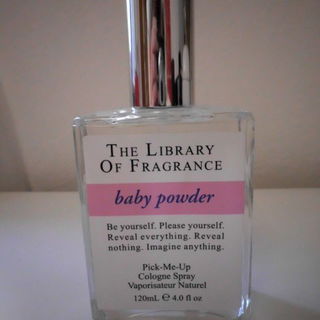 THE LIBRARY
OF FRAGRANCE
baby powder
Be yourself. Please yourself.
Reveal everything. Reveal
nothing. Imagine anything.
Pick-Me-Up
Cologne Spray
Vaporisateur Naturel
120mL ℮ 4.0 fl oz